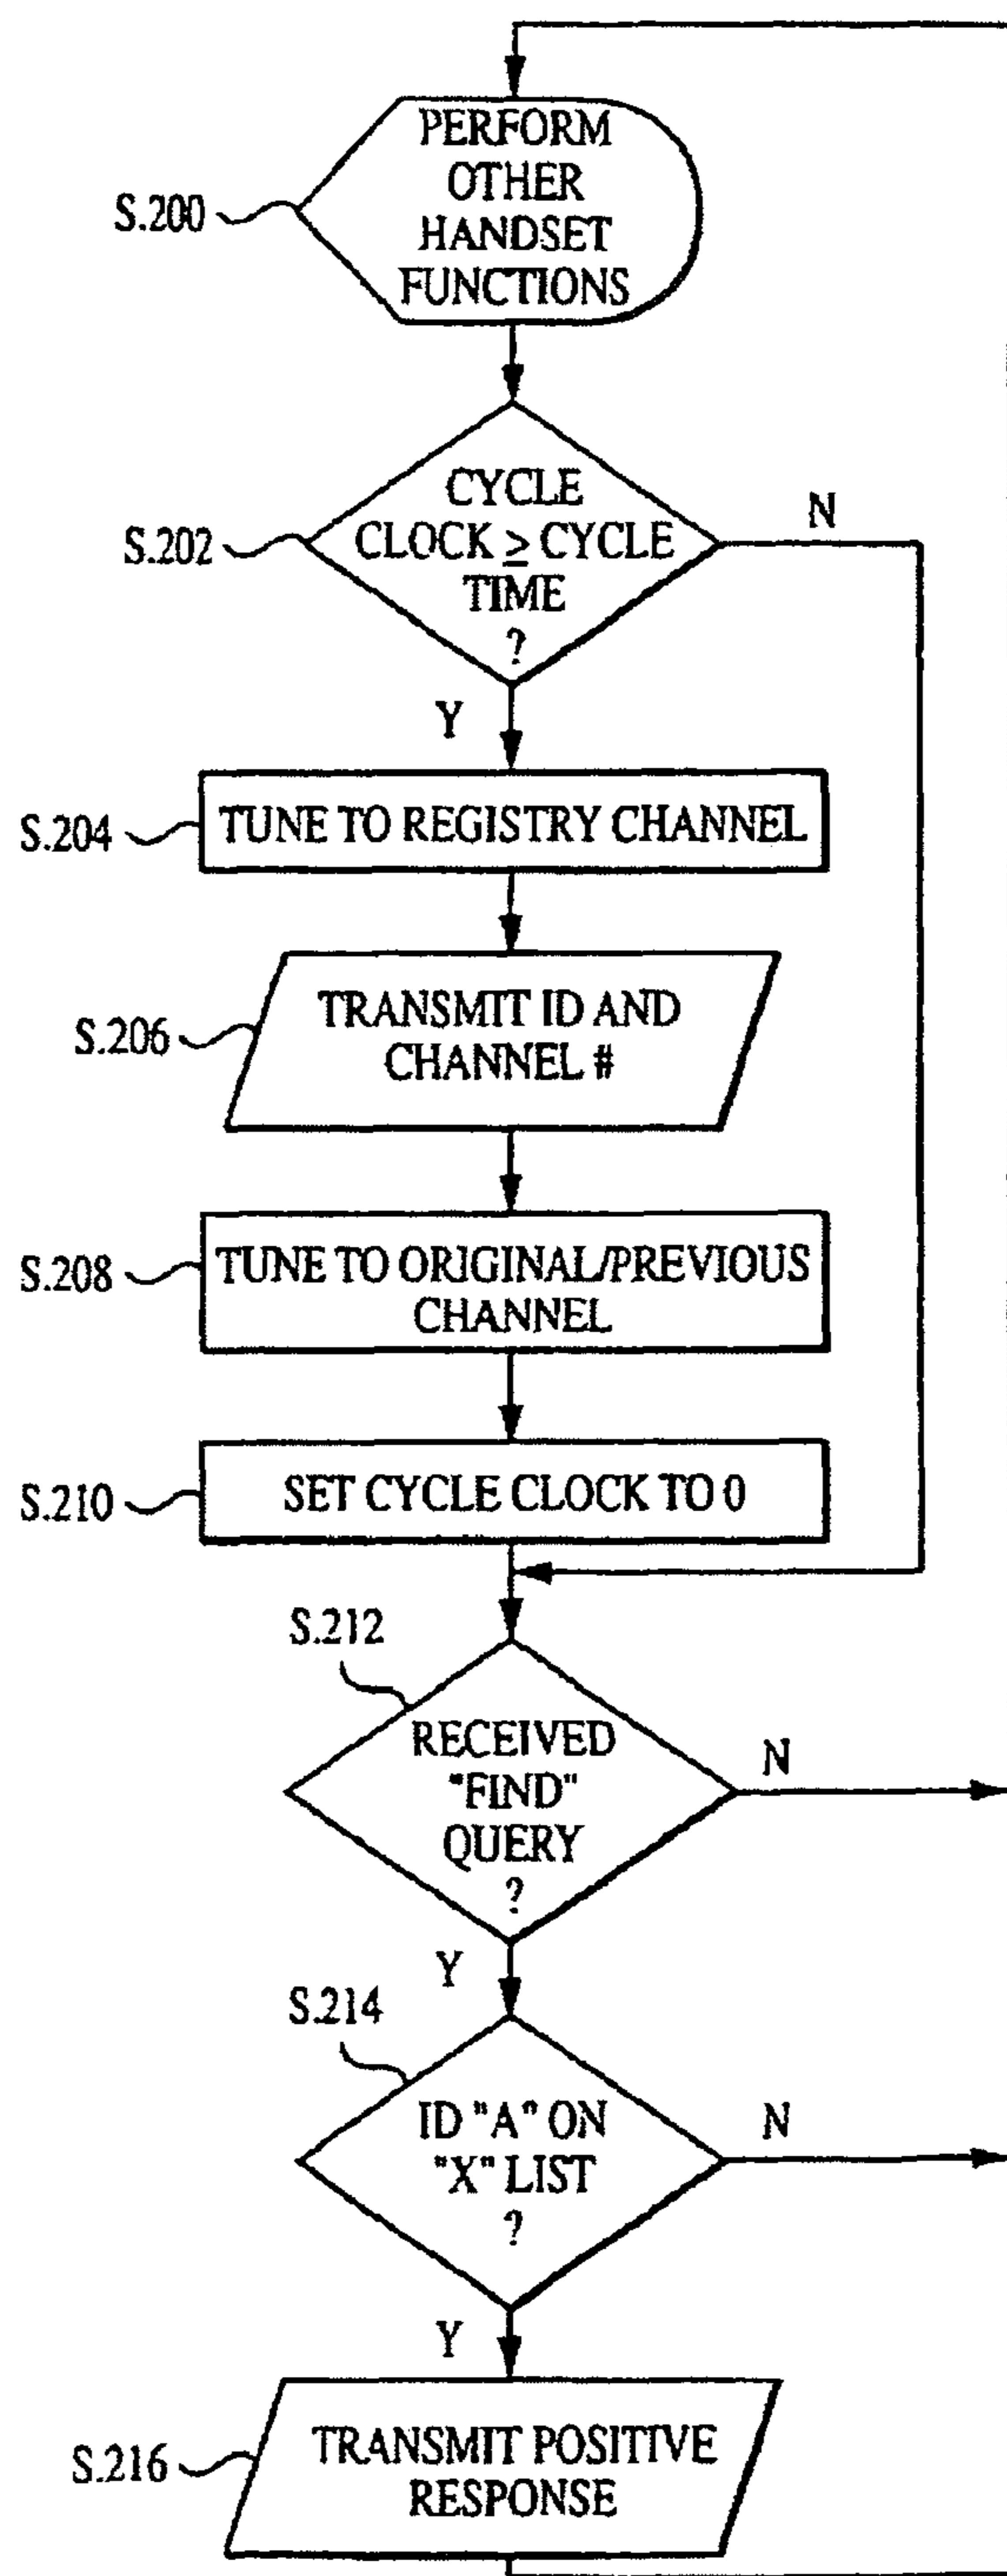 PERFORM
OTHER
HANDSET
FUNCTIONS
S.200
CYCLE
CLOCK ≥ CYCLE
TIME
?
S.202
N
Y
TUNE TO REGISTRY CHANNEL
S.204
TRANSMIT ID AND
CHANNEL #
S.206
TUNE TO ORIGINAL/PREVIOUS
CHANNEL
S.208
SET CYCLE CLOCK TO 0
S.210
S.212
RECEIVED
"FIND"
QUERY
?
N
Y
S.214
ID "A" ON
"X" LIST
?
N
Y
TRANSMIT POSITIVE
RESPONSE
S.216